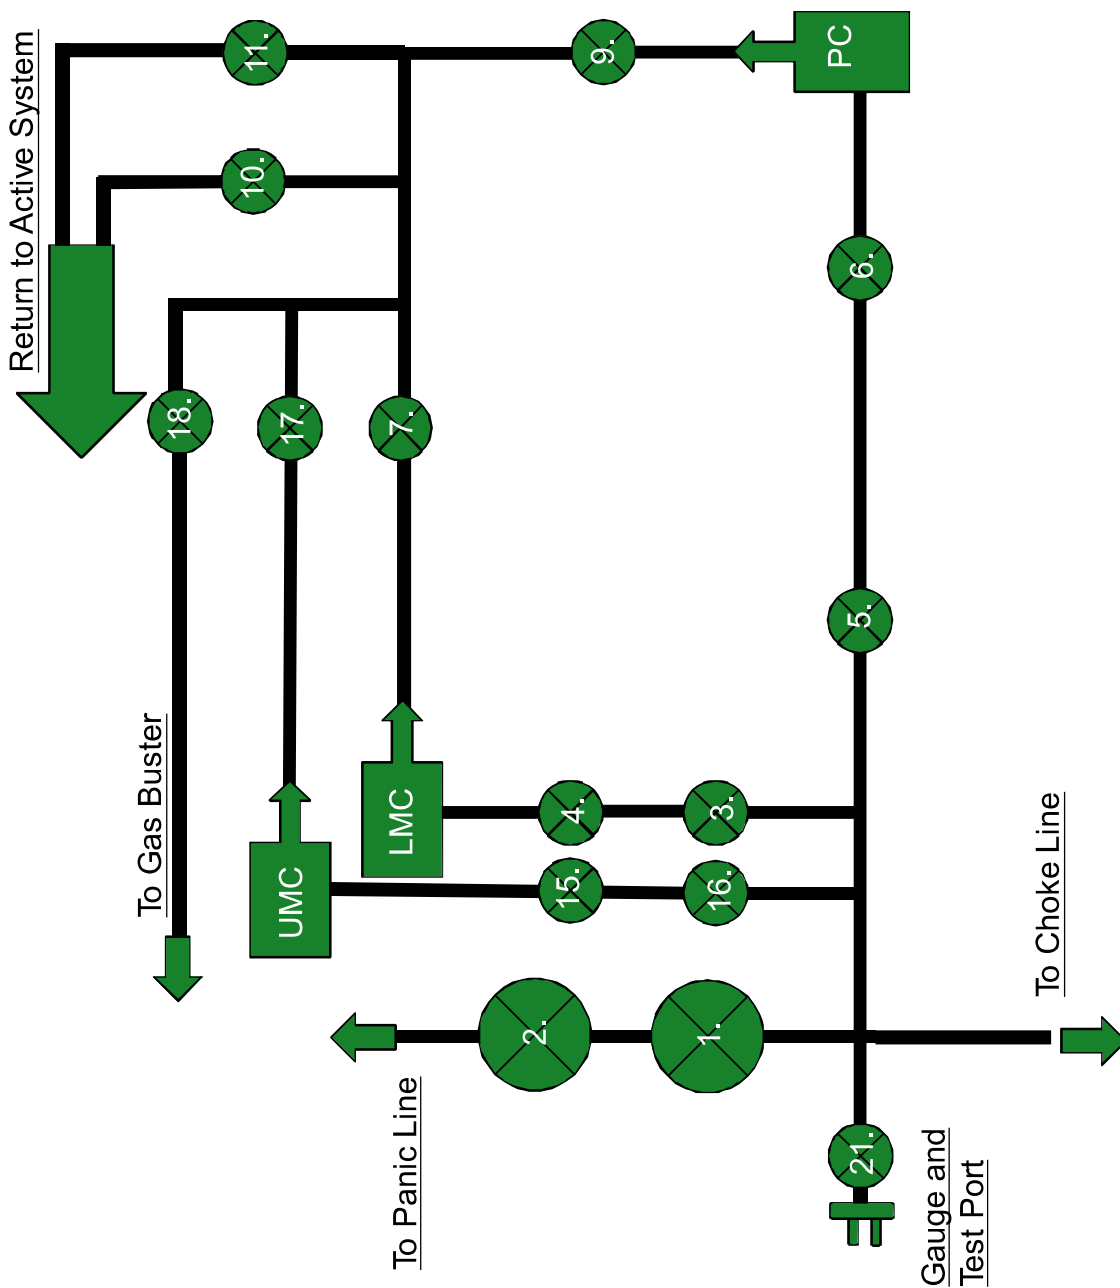 Return to Active System
To Gas Buster
18.
10.
11.
UMC
17.
To Panic Line
LMC
7.
2.
15.
4.
9.
1.
16.
3.
PC
21.
5.
6.
Gauge and
Test Port
To Choke Line